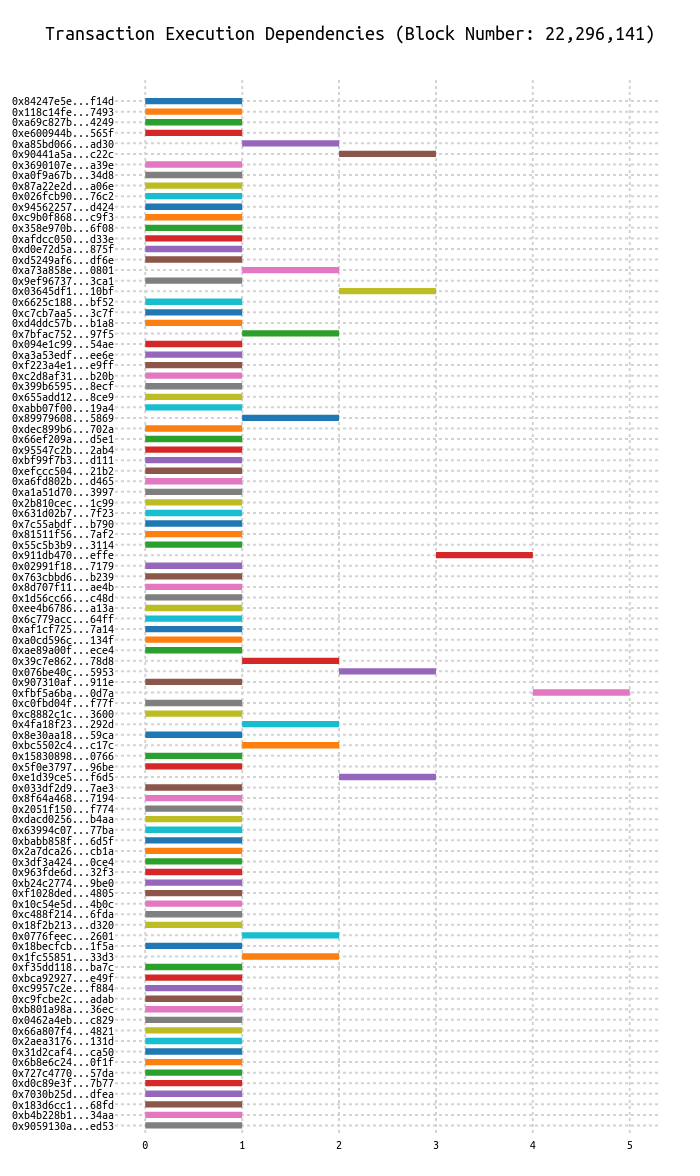 Transaction Execution Dependencies (Block Number: 22,296,141)
0x84247e5e...f14d
0x118c14fe...7493
0xa69c827b...4249
0xe600944b...565f
0xa85bd066...ad30
0x90441a5a...c22c
0x3690107e...a39e
0xa0f9a67b...34d8
0x87a22e2d...a06e
0x026fcb90...76c2
0x94562257...d424
0xc9b0f868...c9f3
0x358e970b...6f08
0xafdcc050...d33e
0xd0e72d5a...875f
0xd5249af6...df6e
0xa73a858e...0801
0x9ef96737...3ca1
0x03645df1...10bf
0x6625c188...bf52
0xc7cb7aa5...3c7f
0xd4ddc57b...b1a8
0x7bfac752...97f5
0x094e1c99...54ae
0xa3a53edf...ee6e
0xf223a4e1...e9ff
0xc2d8af31...b20b
0x399b6595...8ecf
0x655add12...8ce9
0xabb07f00...19a4
0x89979608...5869
0xdec899b6...702a
0x66ef209a...d5e1
0x95547c2b...2ab4
0xbf99f7b3...d111
0xefccc504...21b2
0xa6fd802b...d465
0xa1a51d70...3997
0x2b810cec...1c99
0x631d02b7...7f23
0x7c55abdf...b790
0x81511f56...7af2
0x55c5b3b9...3114
0x911db470...effe
0x02991f18...7179
0x763cbbd6...b239
0x8d707f11...ae4b
0x1d56cc66...c48d
0xee4b6786...a13a
0x6c779acc...64ff
0xaf1cf725...7a14
0xa0cd596c...134f
0xae89a00f...ece4
0x39c7e862...78d8
0x076be40c...5953
0x907310af...911e
0xfbf5a6ba...0d7a
0xc0fbd04f...f77f
0xc8882c1c...3600
0x4fa18f23...292d
0x8e30aa18...59ca
0xbc5502c4...c17c
0x15830898...0766
0x5f0e3797...96be
0xe1d39ce5...f6d5
0x033df2d9...7ae3
0x8f64a468...7194
0x2051f150...f774
0xdacd0256...b4aa
0x63994c07...77ba
0xbabb858f...6d5f
0x2a7dca26...cb1a
0x3df3a424...0ce4
0x963fde6d...32f3
0xb24c2774...9be0
0xf1028ded...4805
0x10c54e5d...4b0c
0xc488f214...6fda
0x18f2b213...d320
0x0776feec...2601
0x18becfcb...1f5a
0x1fc55851...33d3
0xf35dd118...ba7c
0xbca92927...e49f
0xc9957c2e...f884
0xc9fcbe2c...adab
0xb801a98a...36ec
0x0462a4eb...c829
0x66a807f4...4821
0x2aea3176...131d
0x31d2caf4...ca50
0x6b8e6c24...0f1f
0x727c4770...57da
0xd0c89e3f...7b77
0x7030b25d...dfea
0x183d6cc1...68fd
0xb4b228b1...34aa
0x9059130a...ed53
0 1 2 3 4 5